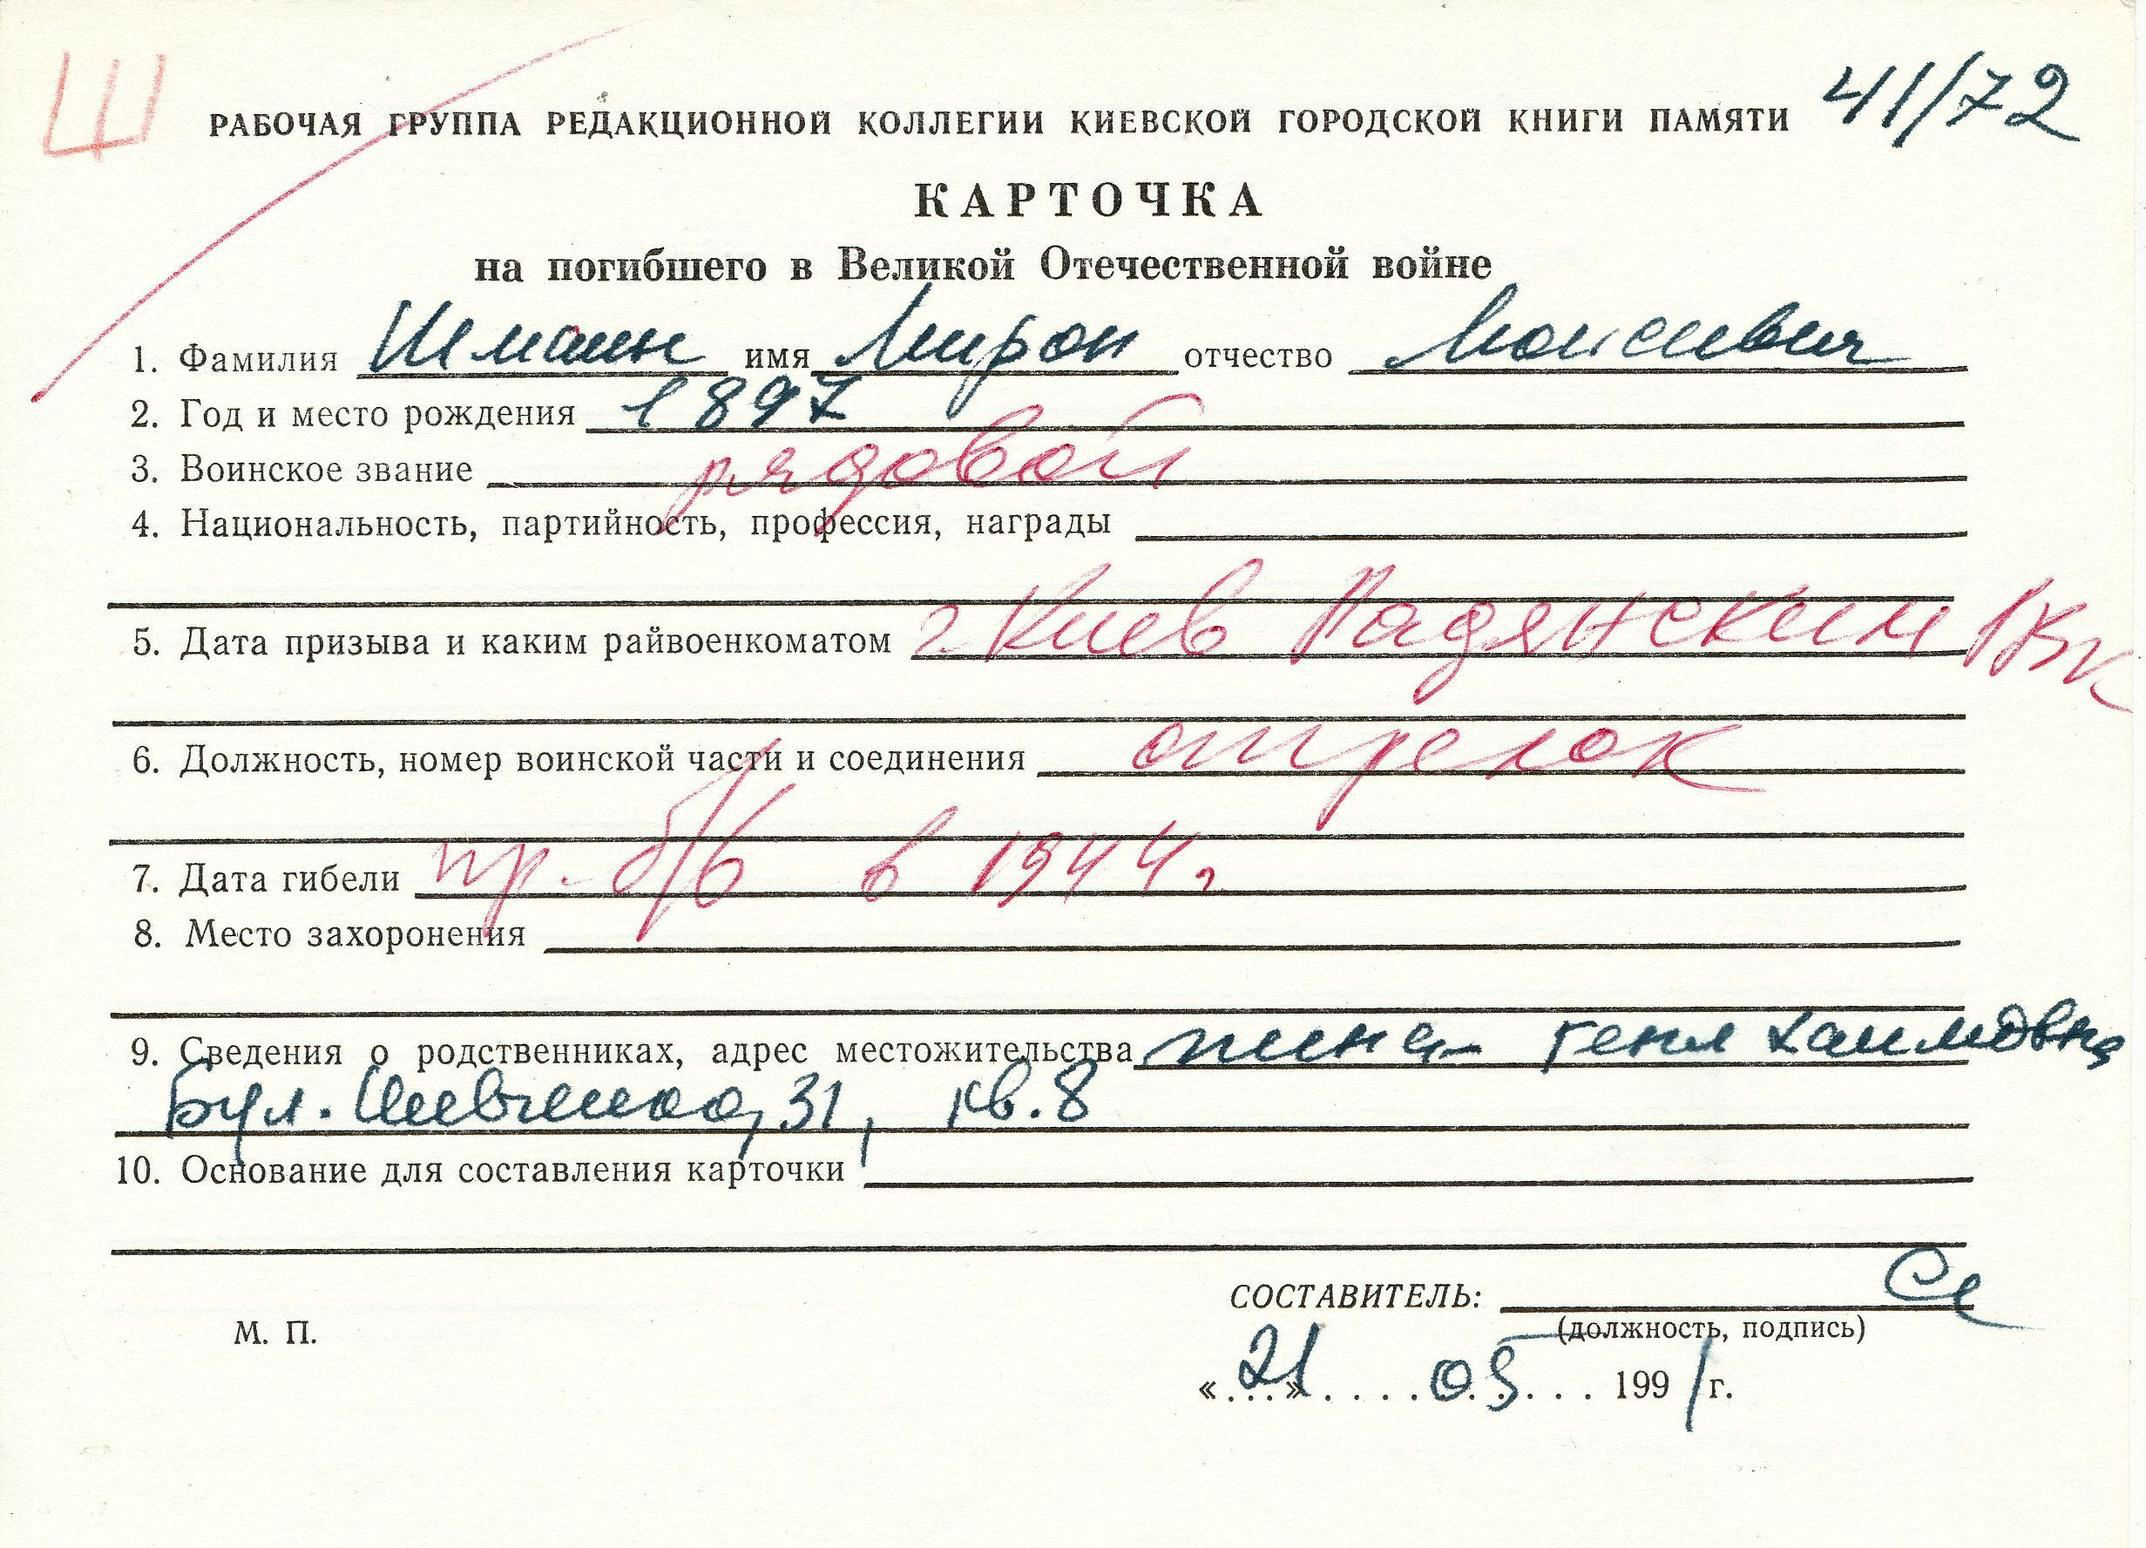 Ш
41/72
РАБОЧАЯ ГРУППА РЕДАКЦИОННОЙ КОЛЛЕГИИ КИЕВСКОЙ ГОРОДСКОЙ КНИГИ ПАМЯТИ
КАРТОЧКА
на погибшего в Великой Отечественной войне
1. Фамилия имя Мирон отчество Моисеевич
2. Год и место рождения 1897
3. Воинское звание рядовой
4. Национальность, партийность, профессия, награды
5. Дата призыва и каким райвоенкоматом г. Киев Радянским РВК
6. Должность, номер воинской части и соединения стрелок
7. Дата гибели пр. б/в в 1944 г
8. Место захоронения
9. Сведения о родственниках, адрес местожительства жена – Геня Хаимовна
Бул. Шевченко, 31, кв. 8
10. Основание для составления карточки
СОСТАВИТЕЛЬ:
М. П.
(должность, подпись)
«21» 05 1991 г.